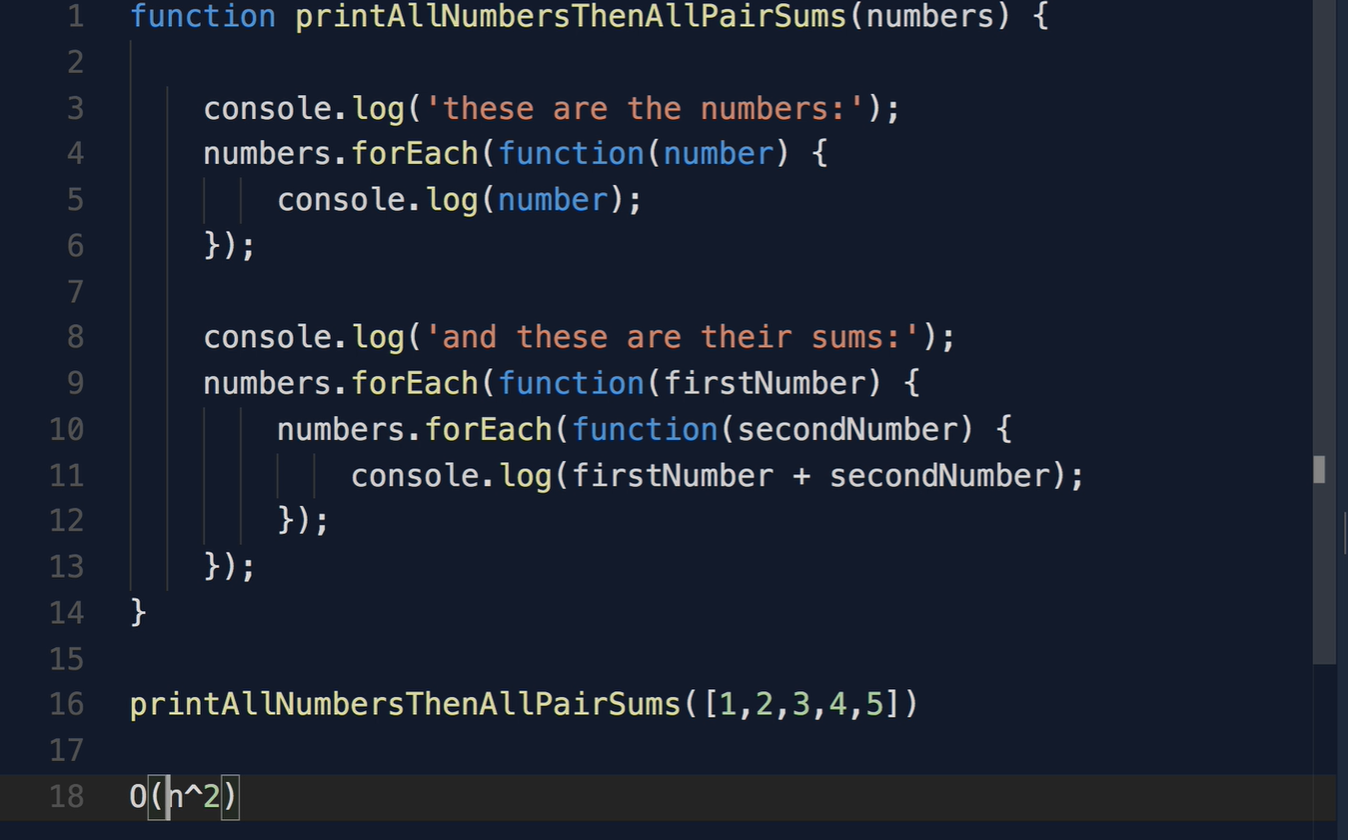 1 function printAllNumbersThenAllPairSums(numbers) {
2
3 console.log('these are the numbers:');
4 numbers.forEach(function(number) {
5 console.log(number);
6 });
7
8 console.log('and these are their sums:');
9 numbers.forEach(function(firstNumber) {
10 numbers.forEach(function(secondNumber) {
11 console.log(firstNumber + secondNumber);
12 });
13 });
14 }
15
16 printAllNumbersThenAllPairSums([1,2,3,4,5])
17
18 O(n^2)